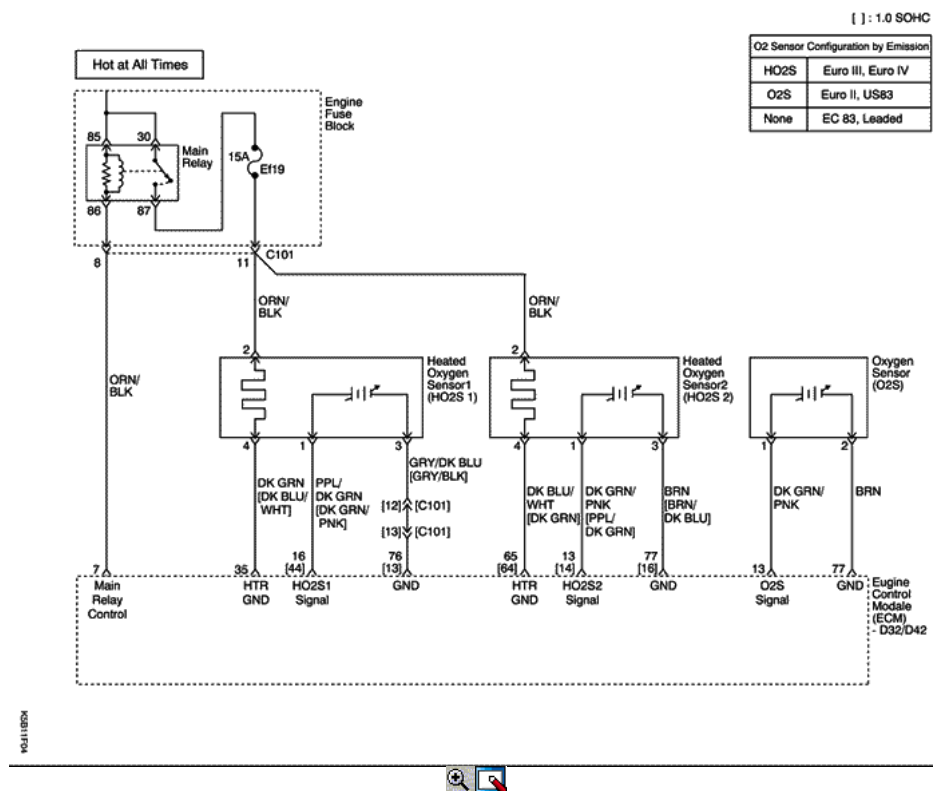 [ ] : 1.0 SOHC
O2 Sensor Configuration by Emission
HO2S Euro III, Euro IV
O2S Euro II, US83
None EC 83, Leaded
Hot at All Times
Engine
Fuse
Block
85 30
Main
Relay
15A
Ef19
86 87
8 11 C101
ORN/
BLK
ORN/
BLK
ORN/
BLK
2
Heated
Oxygen
Sensor1
(HO2S 1)
2
Heated
Oxygen
Sensor2
(HO2S 2)
Oxygen
Sensor
(O2S)
4 1 3
4 1 3
1 2
GRY/DK BLU
[GRY/BLK]
DK GRN
[DK BLU/
WHT]
PPL/
DK GRN
[DK GRN/
PNK]
[12] [C101]
[13] [C101]
DK BLU/
WHT
[DK GRN]
DK GRN/
PNK
[PPL/
DK GRN]
BRN
[BRN/
DK BLU]
DK GRN/
PNK
BRN
7 35
16
[44]
76
[13]
65
[64]
13
[14]
77
[16]
13 77
Main
Relay
Control
HTR
GND
HO2S1
Signal
GND
HTR
GND
HO2S2
Signal
GND
O2S
Signal
GND
Eugine
Control
Modale
(ECM)
- D32/D42
K5B11F04